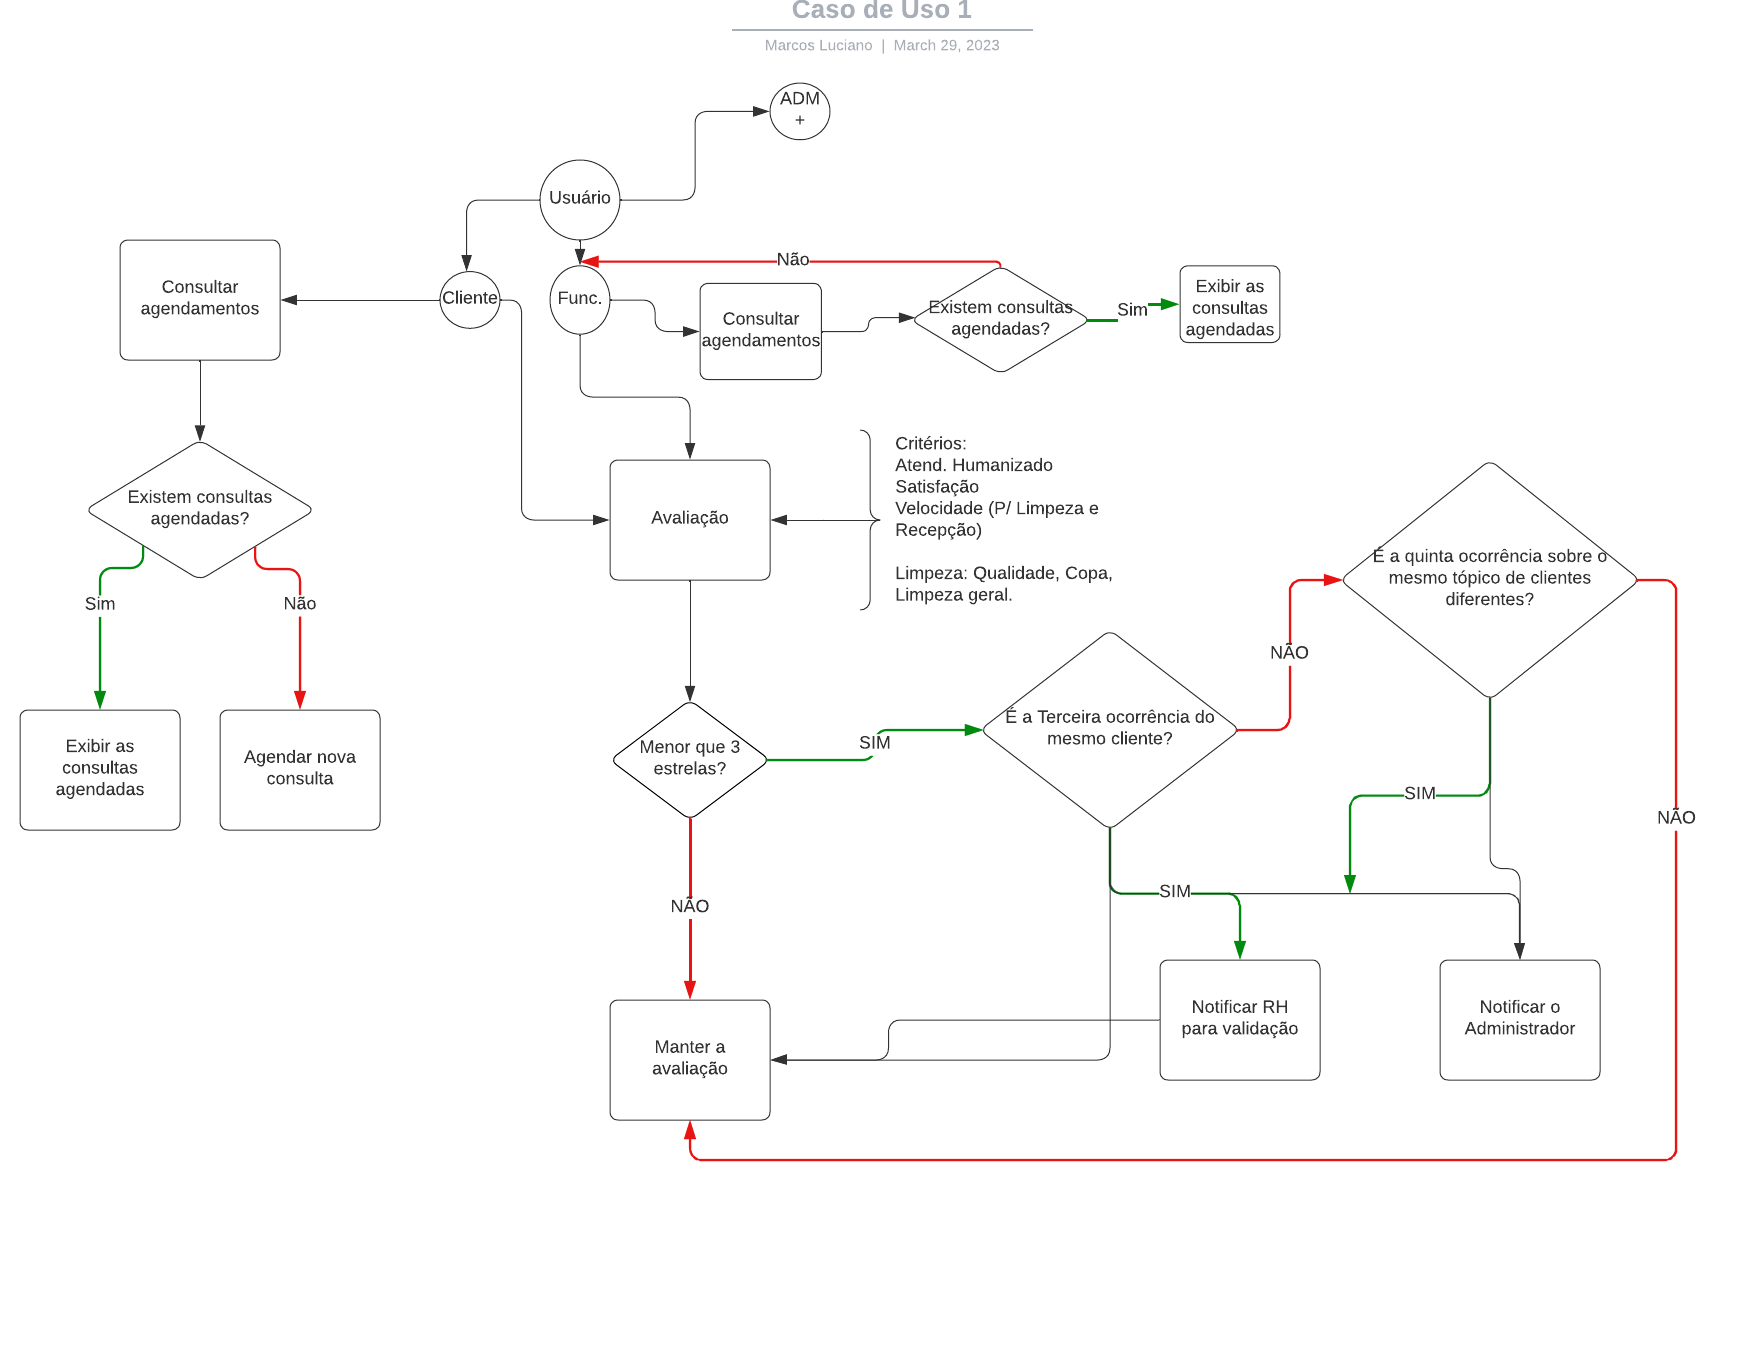 Caso de Uso 1
Marcos Luciano | March 29, 2023
ADM
+
Usuário
Cliente
Func.
Consultar
agendamentos
Existem consultas
agendadas?
Sim
Não
Exibir as
consultas
agendadas
Agendar nova
consulta
Não
Consultar
agendamentos
Existem consultas
agendadas?
Sim
Exibir as
consultas
agendadas
Avaliação
Critérios:
Atend. Humanizado
Satisfação
Velocidade (P/ Limpeza e
Recepção)
Limpeza: Qualidade, Copa,
Limpeza geral.
Menor que 3
estrelas?
SIM
NÃO
É a Terceira ocorrência do
mesmo cliente?
NÃO
SIM
É a quinta ocorrência sobre o
mesmo tópico de clientes
diferentes?
SIM
NÃO
Notificar RH
para validação
Notificar o
Administrador
Manter a
avaliação